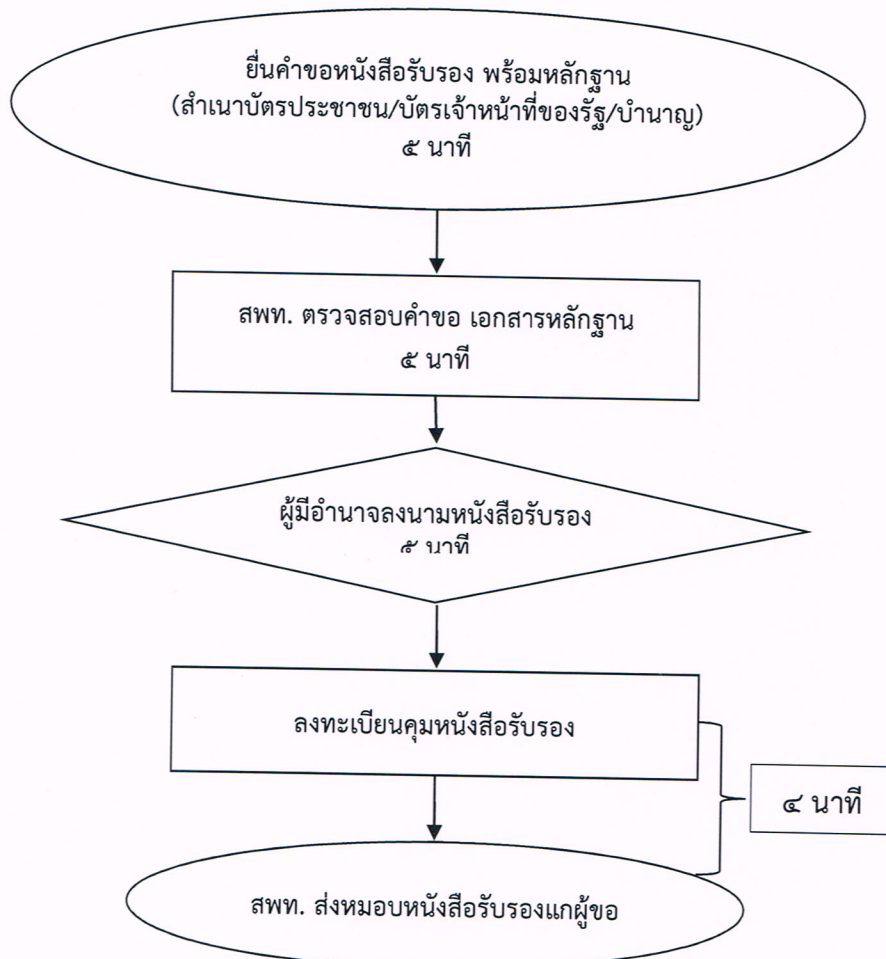 ยื่นคำขอหนังสือรับรอง พร้อมหลักฐาน
(สำเนาบัตรประชาชน/บัตรเจ้าหน้าที่ของรัฐ/บำนาญ)
๕ นาที
สพท. ตรวจสอบคำขอ เอกสารหลักฐาน
๕ นาที
ผู้มีอำนาจลงนามหนังสือรับรอง
๕ นาที
ลงทะเบียนคุมหนังสือรับรอง
๔ นาที
สพท. ส่งหมอบหนังสือรับรองแกผู้ขอ